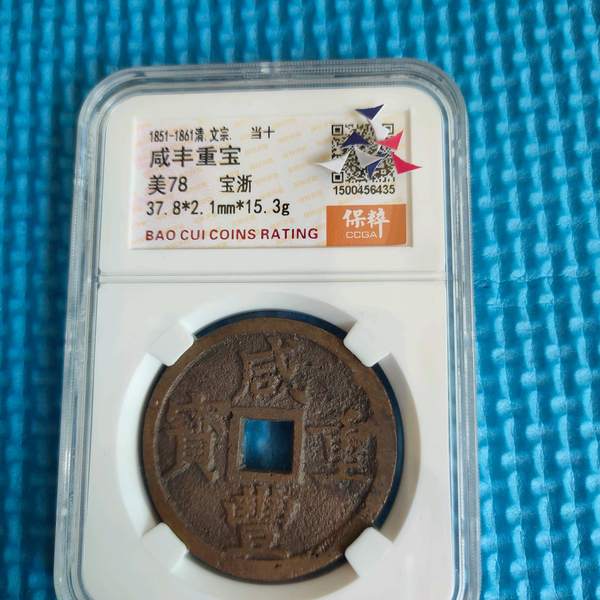 1851-1861清.文宗. 当十
咸丰重宝
美78 宝浙
37.8*2.1mm*15.3g
BAO CUI COINS RATING
1500456435
保粹
CCGA
咸
寶 重
豐